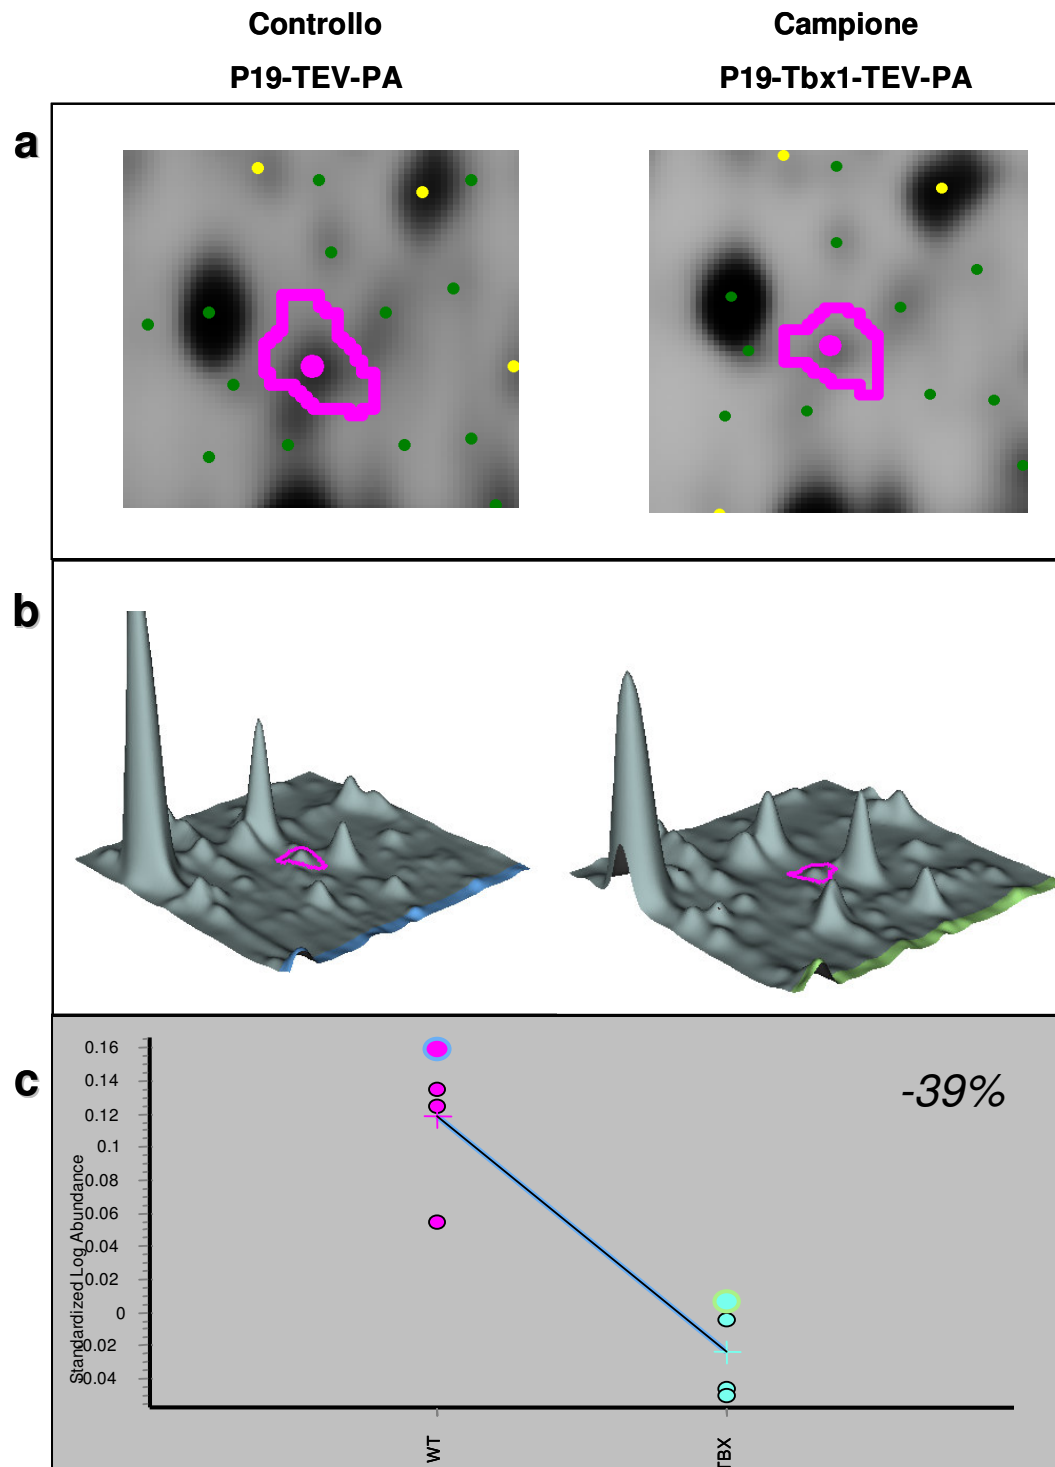 Controllo
Campione
P19-TEV-PA
P19-Tbx1-TEV-PA
a
b
c
-39%
0.16
0.14
0.12
0.1
0.08
0.06
0.04
0.02
0
-0.02
-0.04
Standardized Log Abundance
WT
TBX